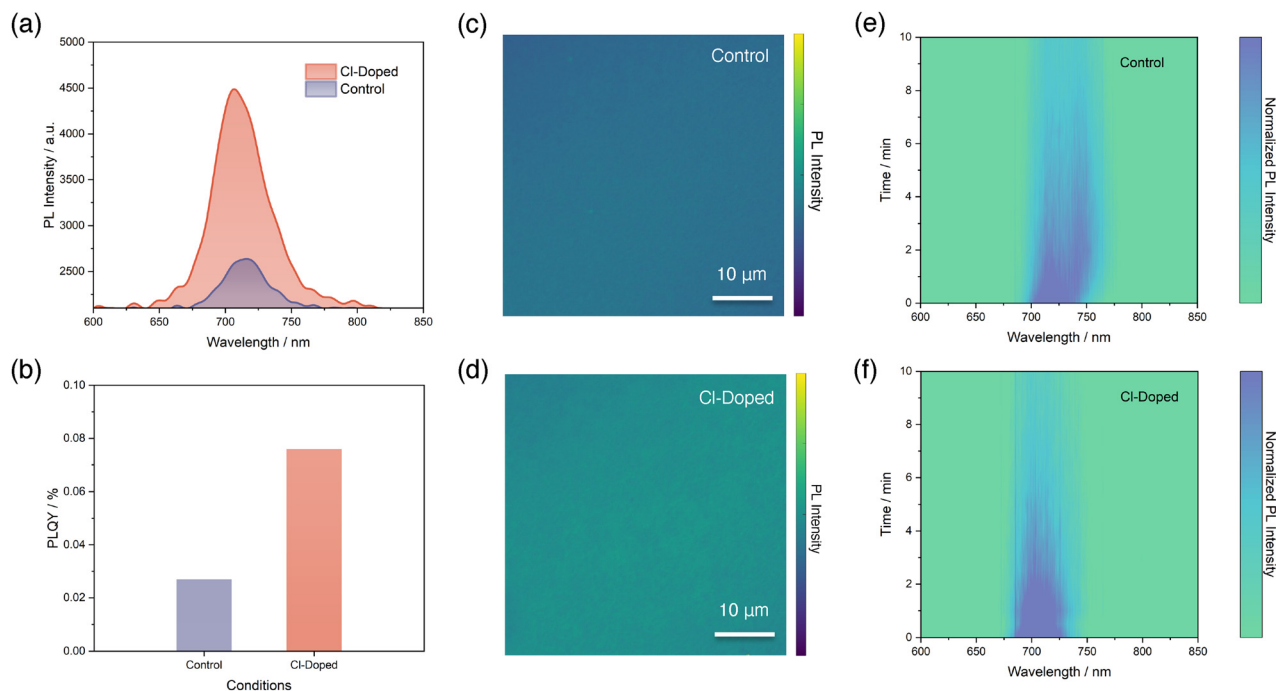 (a)
5000
4500
4000
3500
3000
2500
PL Intensity / a.u.
Cl-Doped
Control
600 650 700 750 800 850
Wavelength / nm
(b)
0.10
0.08
0.06
0.04
0.02
0.00
PLQY / %
Control Cl-Doped
Conditions
(c)
Control
10 μm
PL Intensity
(d)
Cl-Doped
10 μm
PL Intensity
(e)
10
8
6
4
2
0
Time / min
Control
600 650 700 750 800 850
Wavelength / nm
Normalized PL Intensity
(f)
10
8
6
4
2
0
Time / min
Cl-Doped
600 650 700 750 800 850
Wavelength / nm
Normalized PL Intensity